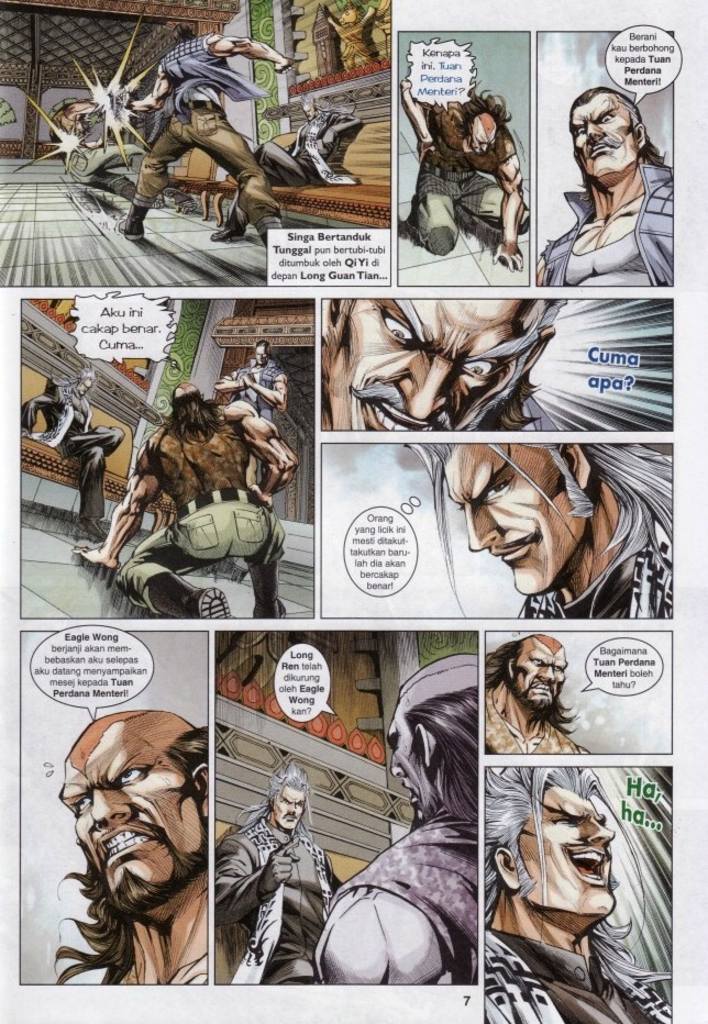 Singa Bertanduk
Tunggal pun bertubi-tubi
ditumbuk oleh Qi Yi di
depan Long Guan Tian...
Kenapa
ini, Tuan
Perdana
Menteri?
Berani
kau berbohong
kepada Tuan
Perdana
Menteri!
Aku ini
cakap benar.
Cuma...
Cuma
apa?
Orang
yang licik ini
mesti ditakut-
takutkan baru-
lah dia akan
bercakap
benar!
Eagle Wong
berjanji akan mem-
bebaskan aku selepas
aku datang menyampaikan
mesej kepada Tuan
Perdana Menteri!
Long
Ren telah
dikurung
oleh Eagle
Wong
kan?
Bagaimana
Tuan Perdana
Menteri boleh
tahu?
Ha,
ha...
7